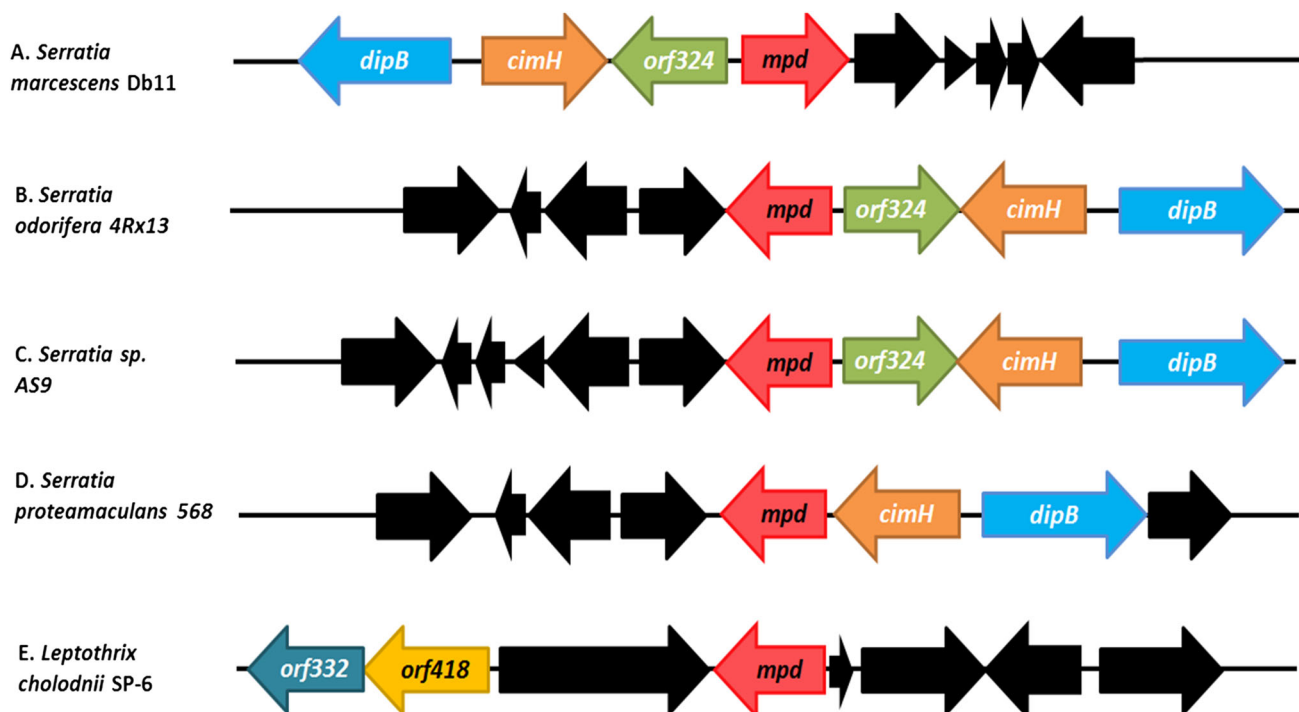 A. Serratia
marcescens Db11
dipB cimH orf324 mpd
B. Serratia
odorifera 4Rx13
mpd orf324 cimH dipB
C. Serratia sp.
AS9
mpd orf324 cimH dipB
D. Serratia
proteamaculans 568
mpd cimH dipB
E. Leptothrix
cholodnii SP-6
orf332 orf418 mpd